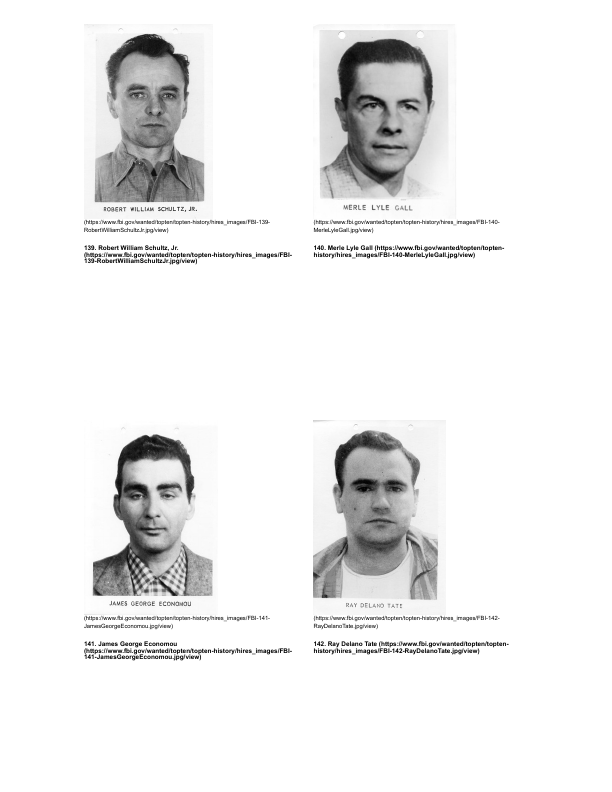 ROBERT WILLIAM SCHULTZ, JR.
(https://www.fbi.gov/wanted/topten/topten-history/hires_images/FBI-139-
RobertWilliamSchultzJr.jpg/view)
139. Robert William Schultz, Jr.
(https://www.fbi.gov/wanted/topten/topten-history/hires_images/FBI-
139-RobertWilliamSchultzJr.jpg/view)
MERLE LYLE GALL
(https://www.fbi.gov/wanted/topten/topten-history/hires_images/FBI-140-
MerleLyleGall.jpg/view)
140. Merle Lyle Gall (https://www.fbi.gov/wanted/topten/topten-
history/hires_images/FBI-140-MerleLyleGall.jpg/view)
JAMES GEORGE ECONOMOU
(https://www.fbi.gov/wanted/topten/topten-history/hires_images/FBI-141-
JamesGeorgeEconomou.jpg/view)
141. James George Economou
(https://www.fbi.gov/wanted/topten/topten-history/hires_images/FBI-
141-JamesGeorgeEconomou.jpg/view)
RAY DELANO TATE
(https://www.fbi.gov/wanted/topten/topten-history/hires_images/FBI-142-
RayDelanoTate.jpg/view)
142. Ray Delano Tate (https://www.fbi.gov/wanted/topten/topten-
history/hires_images/FBI-142-RayDelanoTate.jpg/view)